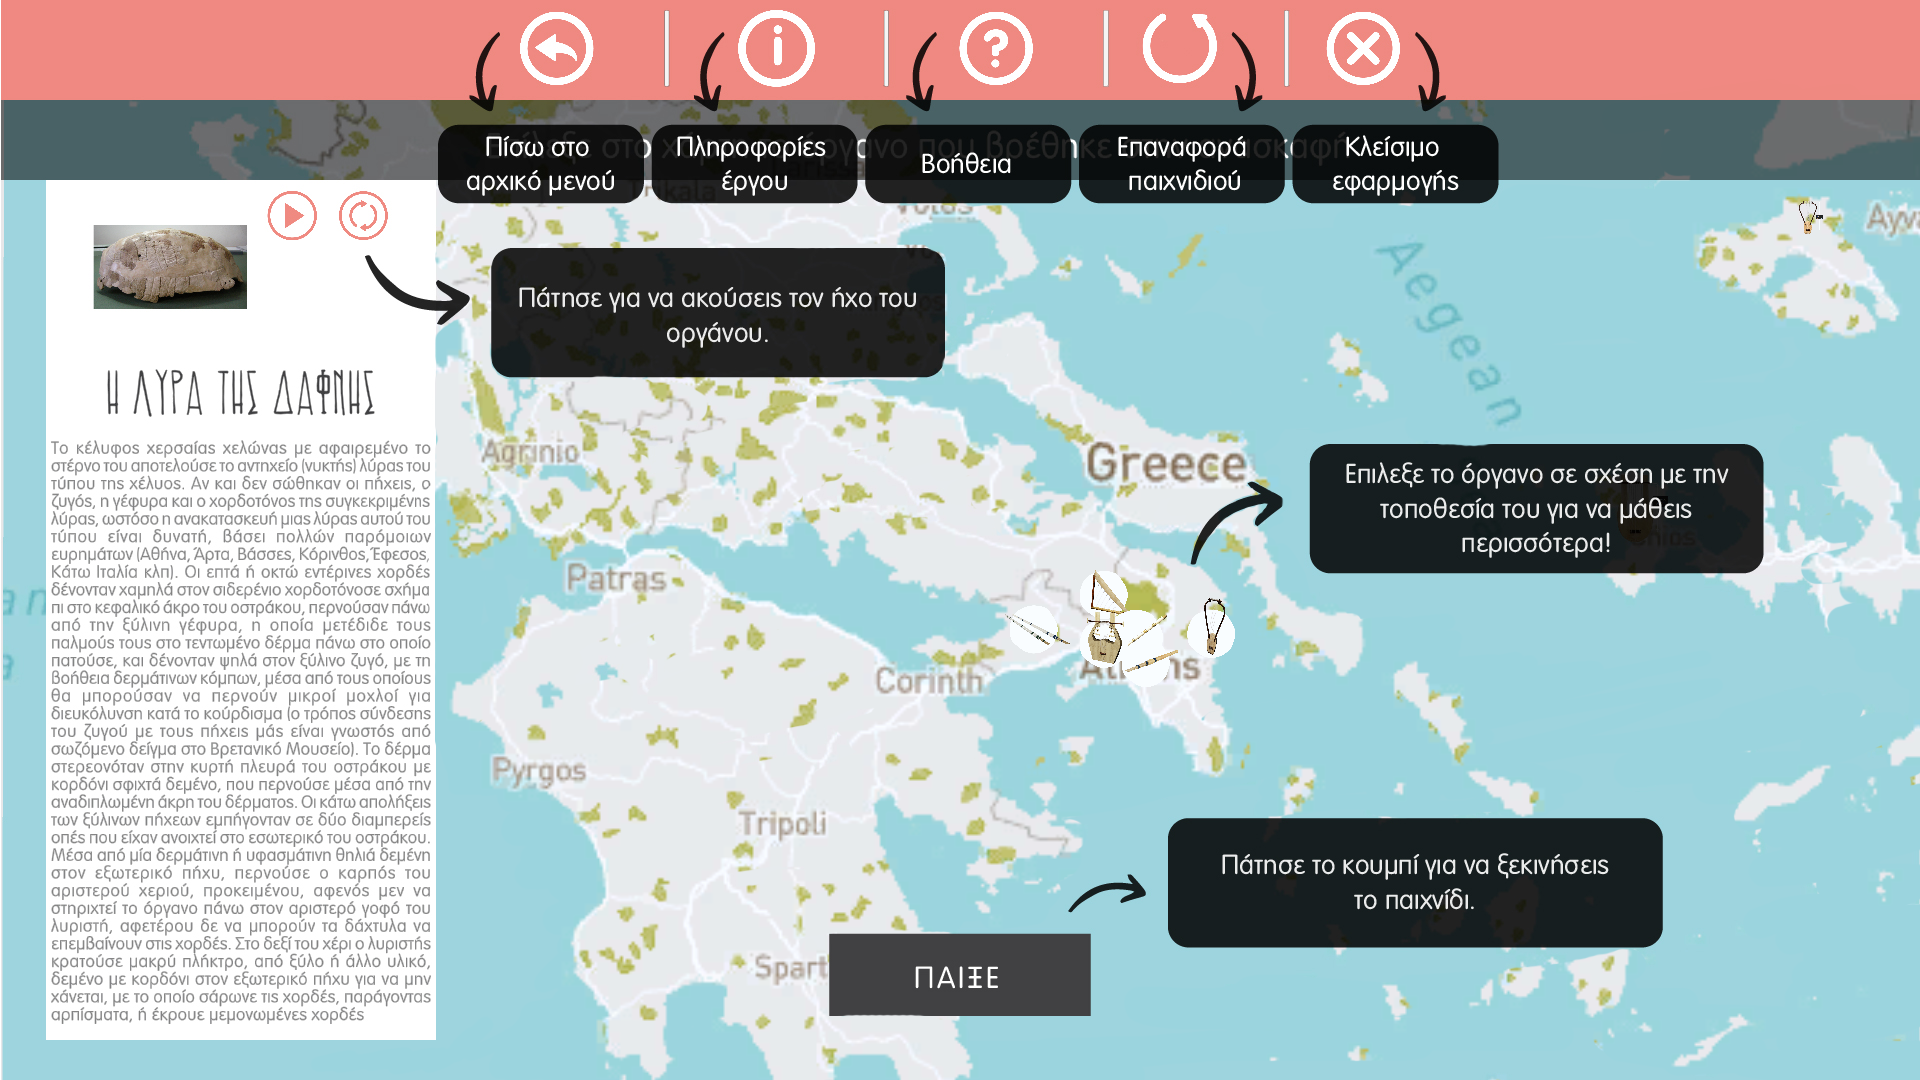 Πίσω στο
αρχικό μενού
Πληροφορίες
έργου
Βοήθεια
Επαναφορά
παιχνιδιού
Κλείσιμο
εφαρμογής
Trikala
Volos
Πάτησε για να ακούσεις τον ήχο του
οργάνου.
Aegean
Η ΛΥΡΑ ΤΗΣ ΔΑΦΝΗΣ
Το κέλυφος χερσαίας χελώνας με αφαιρεμένο το
στέρνο του αποτελούσε το αντηχείο (νυκτής) λύρας του
τύπου της χέλυος. Αν και δεν σώθηκαν οι πήχεις, ο
ζυγός, η γέφυρα και ο χορδοτόνος της συγκεκριμένης
λύρας, ωστόσο η ανακατασκευή μιας λύρας αυτού του
τύπου είναι δυνατή, βάσει πολλών παρόμοιων
ευρημάτων (Αθήνα, Άρτα, Βάσσες, Κόρινθος, Έφεσος,
Κάτω Ιταλία κλπ). Οι επτά ή οκτώ εντέρινες χορδές
δένονταν χαμηλά στον σιδερένιο χορδοτόνοσε σχήμα
πι στο κεφαλικό άκρο του οστράκου, περνούσαν πάνω
από την ξύλινη γέφυρα, η οποία μετέδιδε τους
παλμούς τους στο τεντωμένο δέρμα πάνω στο οποίο
πατούσε, και δένονταν ψηλά στον ξύλινο ζυγό, με τη
βοήθεια δερμάτινων κόμπων, μέσα από τους οποίους
θα μπορούσαν να περνούν μικροί μοχλοί για
διευκόλυνση κατά το κούρδισμα (ο τρόπος σύνδεσης
του ζυγού με τους πήχεις μάς είναι γνωστός από
σωζόμενο δείγμα στο Βρετανικό Μουσείο). Το δέρμα
στερεονόταν στην κυρτή πλευρά του οστράκου με
κορδόνι σφιχτά δεμένο, που περνούσε μέσα από την
αναδιπλωμένη άκρη του δέρματος. Οι κάτω απολήξεις
των ξύλινων πήχεων εμπήγονταν σε δύο διαμπερείς
οπές που είχαν ανοιχτεί στο εσωτερικό του οστράκου.
Μέσα από μία δερμάτινη ή υφασμάτινη θηλιά δεμένη
στον εξωτερικό πήχυ, περνούσε ο καρπός του
αριστερού χεριού, προκειμένου, αφενός μεν να
στηριχτεί το όργανο πάνω στον αριστερό γοφό του
λυριστή, αφετέρου δε να μπορούν τα δάχτυλα να
επεμβαίνουν στις χορδές. Στο δεξί του χέρι ο λυριστής
κρατούσε μακρύ πλήκτρο, από ξύλο ή άλλο υλικό,
δεμένο με κορδόνι στον εξωτερικό πήχυ για να μην
χάνεται, με το οποίο σάρωνε τις χορδές, παράγοντας
αρπίσματα, ή έκρουε μεμονωμένες χορδές
Agrinio
Greece
Επιλεξε το όργανο σε σχέση με την
τοποθεσία του για να μάθεις
περισσότερα!
Patras
Corinth
Pyrgos
Tripoli
Πάτησε το κουμπί για να ξεκινήσεις
το παιχνίδι.
ΠΑΙΞΕ